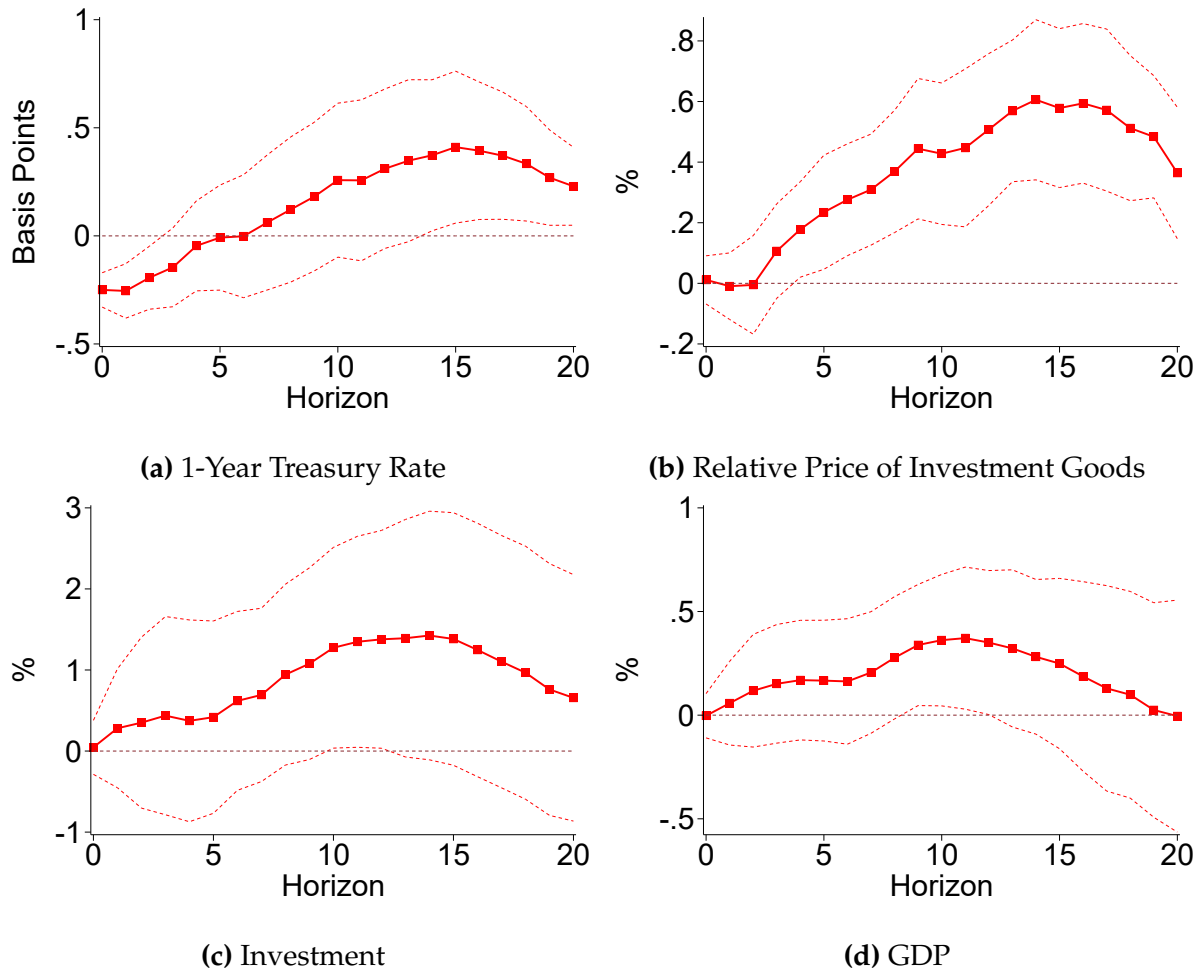 1
.5
0
-.5
Basis Points
0 5 10 15 20
Horizon
(a) 1-Year Treasury Rate
.8
.6
.4
.2
0
-.2
%
0 5 10 15 20
Horizon
(b) Relative Price of Investment Goods
3
2
1
0
-1
%
0 5 10 15 20
Horizon
(c) Investment
1
.5
0
-.5
%
0 5 10 15 20
Horizon
(d) GDP